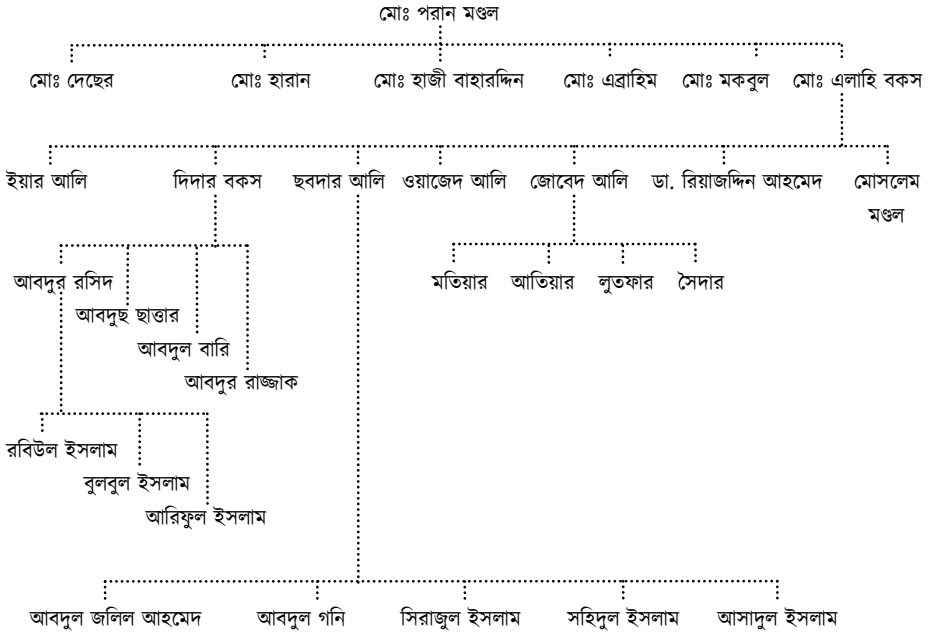 মোঃ পরান মণ্ডল
মোঃ দেছের মোঃ হারান মোঃ হাজী বাহারদ্দিন মোঃ এব্রাহিম মোঃ মকবুল মোঃ এলাহি বকস
ইয়ার আলি দিদার বকস ছবদার আলি ওয়াজেদ আলি জোবেদ আলি ডা. রিয়াজদ্দিন আহমেদ মোসলেম
মণ্ডল
আবদুর রসিদ মতিয়ার আতিয়ার লুতফার সৈদার
আবদুছ ছাত্তার
আবদুল বারি
আবদুর রাজ্জাক
রবিউল ইসলাম
বুলবুল ইসলাম
আরিফুল ইসলাম
আবদুল জলিল আহমেদ আবদুল গনি সিরাজুল ইসলাম সহিদুল ইসলাম আসাদুল ইসলাম